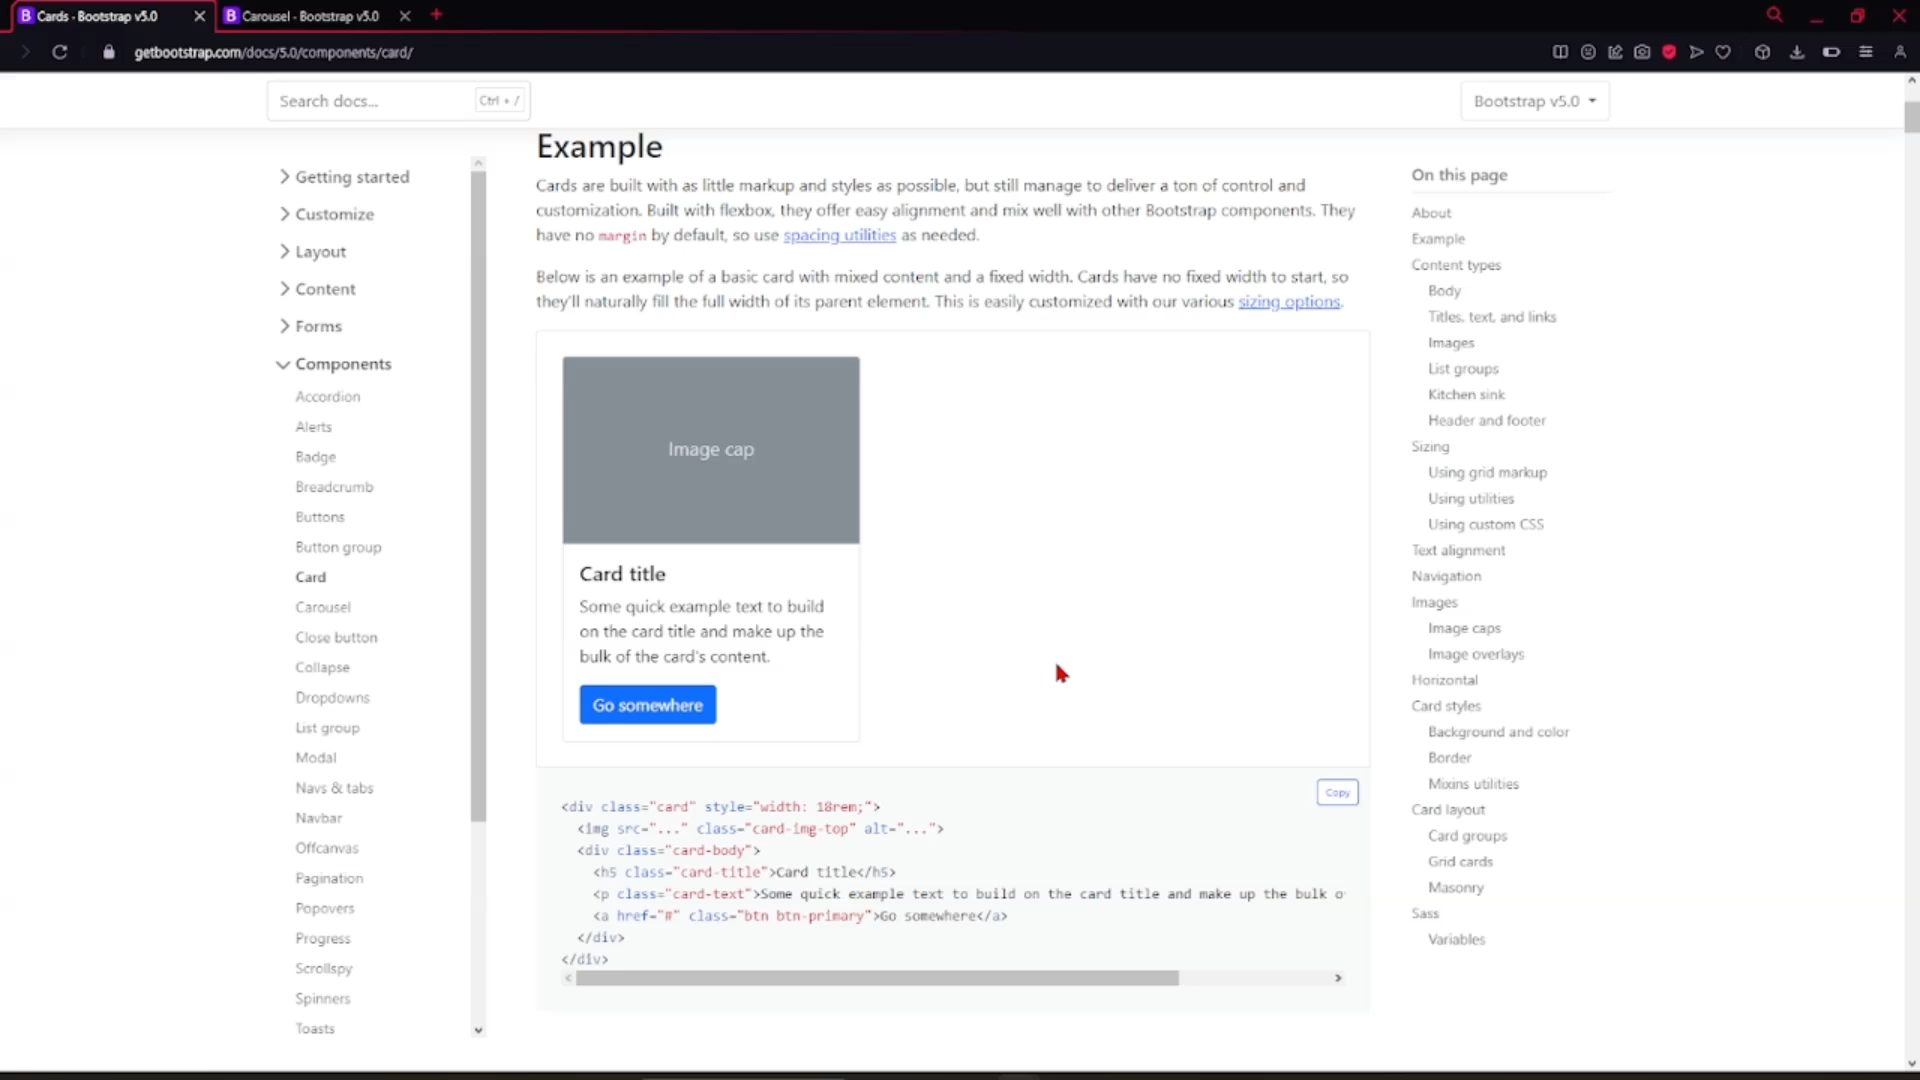 Cards · Bootstrap v5.0
Carousel · Bootstrap v5.0
getbootstrap.com/docs/5.0/components/card/
Search docs...
Ctrl + /
Bootstrap v5.0
Getting started
Customize
Layout
Content
Forms
Components
Accordion
Alerts
Badge
Breadcrumb
Buttons
Button group
Card
Carousel
Close button
Collapse
Dropdowns
List group
Modal
Navs & tabs
Navbar
Offcanvas
Pagination
Popovers
Progress
Scrollspy
Spinners
Toasts
Example
Cards are built with as little markup and styles as possible, but still manage to deliver a ton of control and
customization. Built with flexbox, they offer easy alignment and mix well with other Bootstrap components. They
have no margin by default, so use spacing utilities as needed.
Below is an example of a basic card with mixed content and a fixed width. Cards have no fixed width to start, so
they'll naturally fill the full width of its parent element. This is easily customized with our various sizing options.
Image cap
Card title
Some quick example text to build
on the card title and make up the
bulk of the card's content.
Go somewhere
Copy
<div class="card" style="width: 18rem;">
<img src="..." class="card-img-top" alt="...">
<div class="card-body">
<h5 class="card-title">Card title</h5>
<p class="card-text">Some quick example text to build on the card title and make up the bulk o
<a href="#" class="btn btn-primary">Go somewhere</a>
</div>
</div>
On this page
About
Example
Content types
Body
Titles, text, and links
Images
List groups
Kitchen sink
Header and footer
Sizing
Using grid markup
Using utilities
Using custom CSS
Text alignment
Navigation
Images
Image caps
Image overlays
Horizontal
Card styles
Background and color
Border
Mixins utilities
Card layout
Card groups
Grid cards
Masonry
Sass
Variables